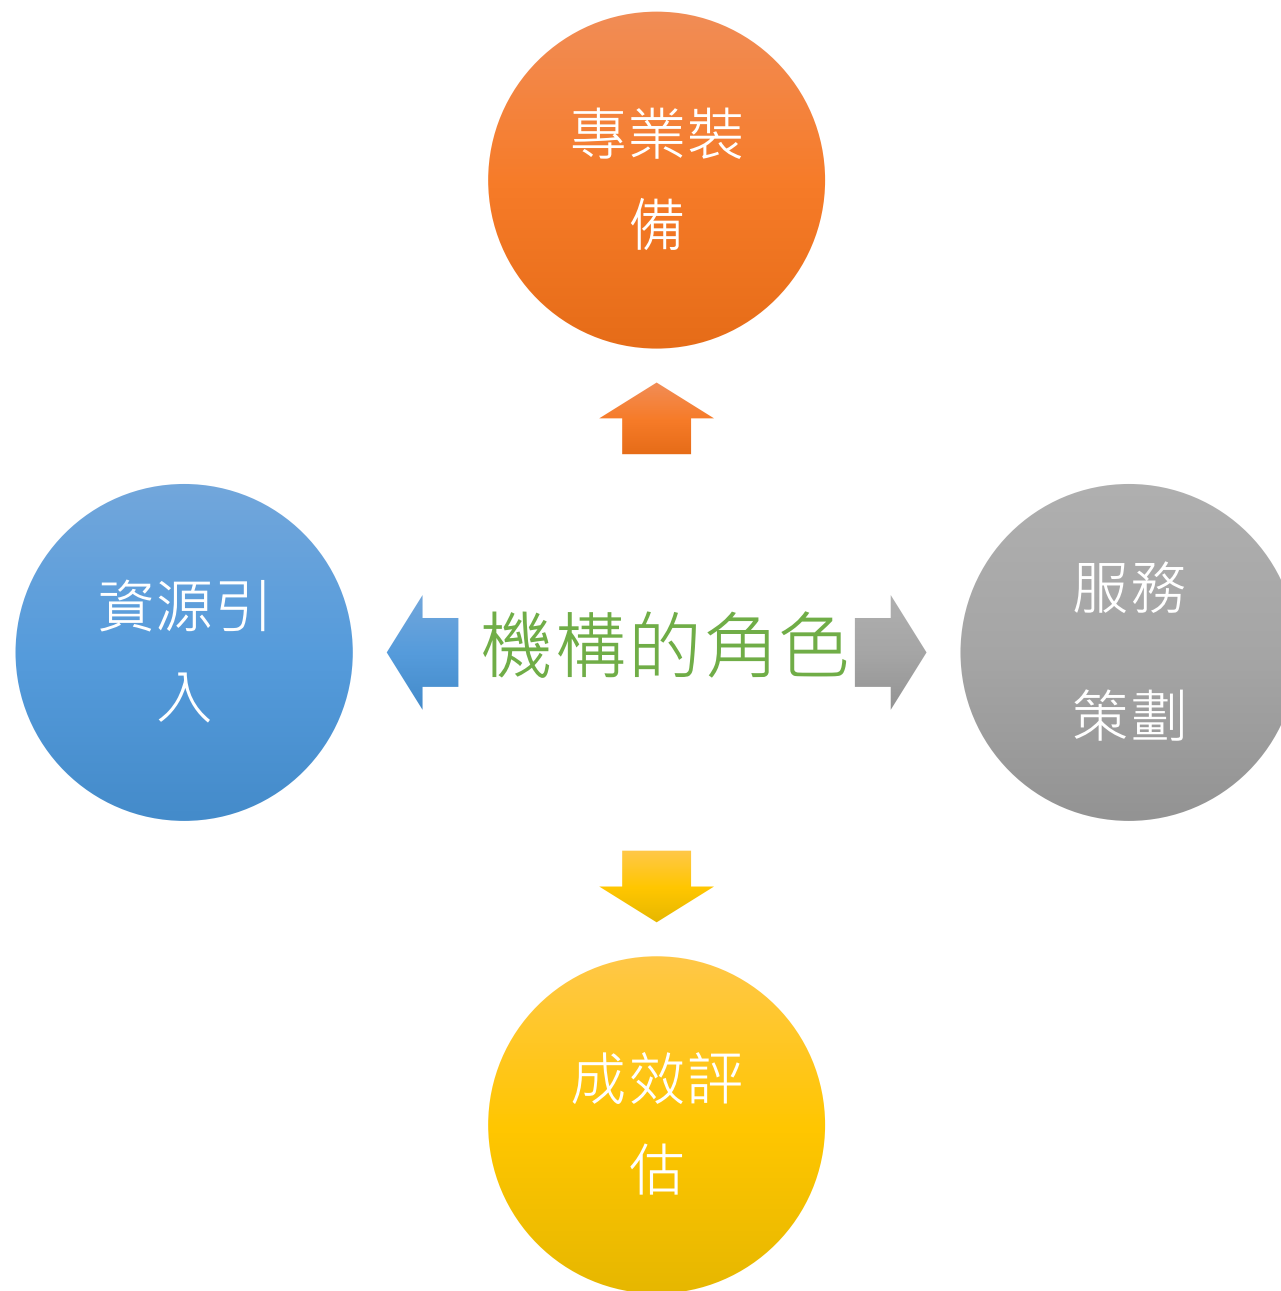 專業裝
備
資源引
入
機構的角色
服務
策劃
成效評
估